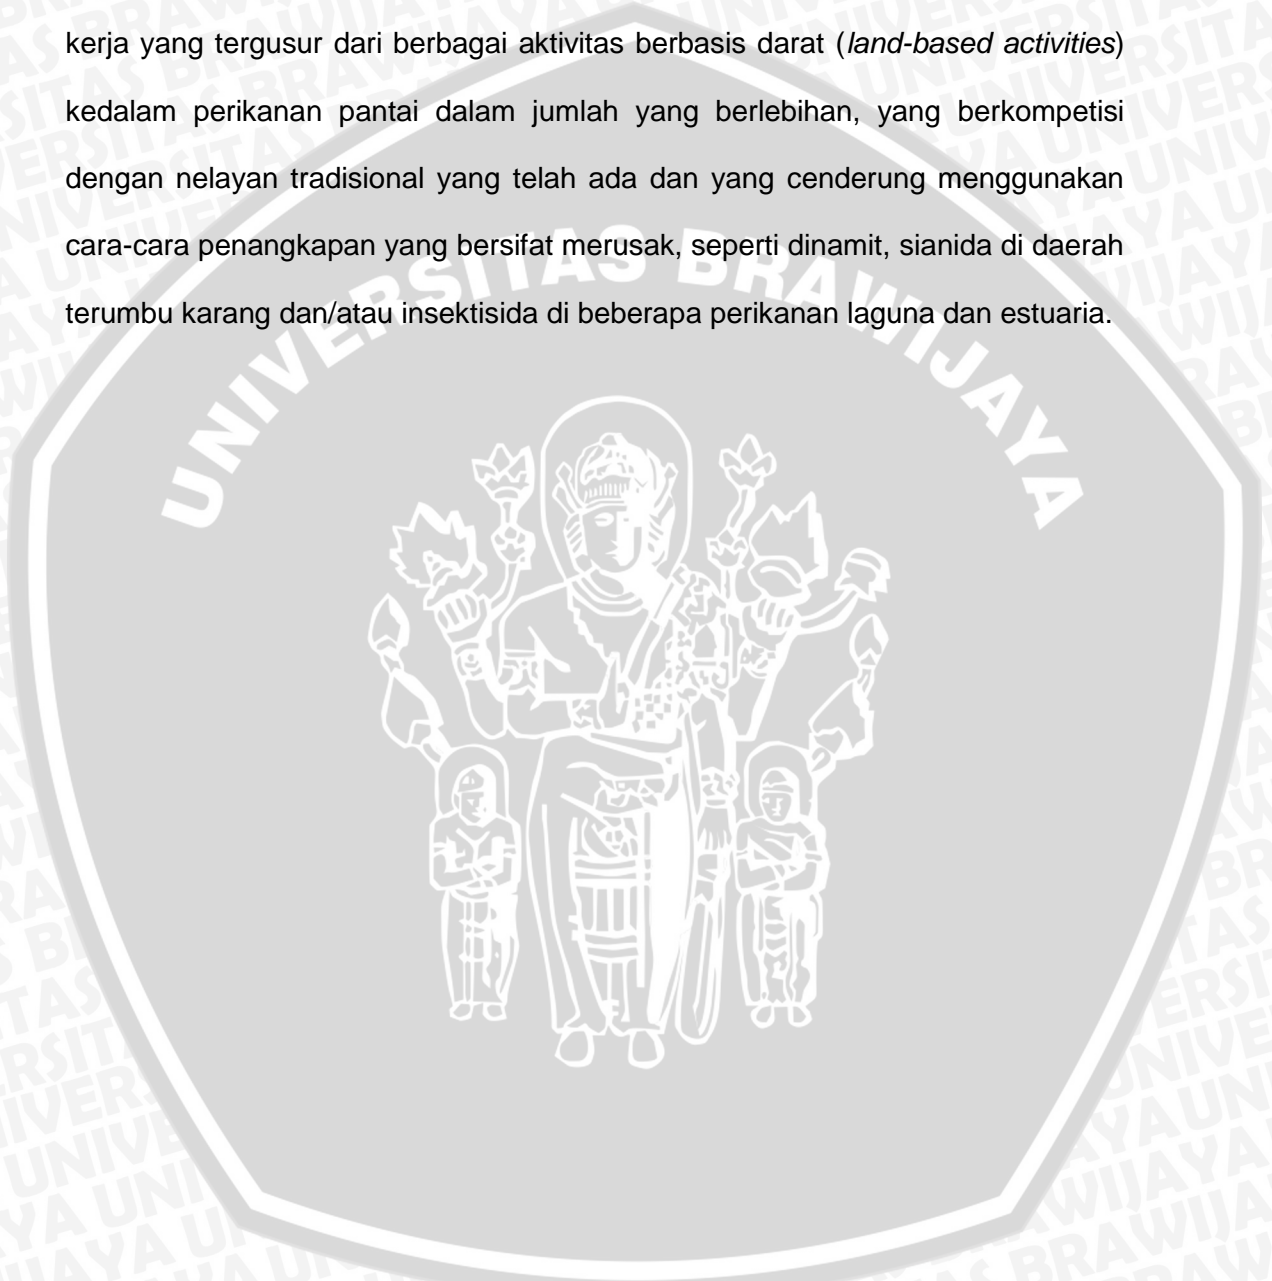 kerja yang tergusur dari berbagai aktivitas berbasis darat (land-based activities)
kedalam perikanan pantai dalam jumlah yang berlebihan, yang berkompetisi
dengan nelayan tradisional yang telah ada dan yang cenderung menggunakan
cara-cara penangkapan yang bersifat merusak, seperti dinamit, sianida di daerah
terumbu karang dan/atau insektisida di beberapa perikanan laguna dan estuaria.
UNIVERSITAS BRAWIJAYA